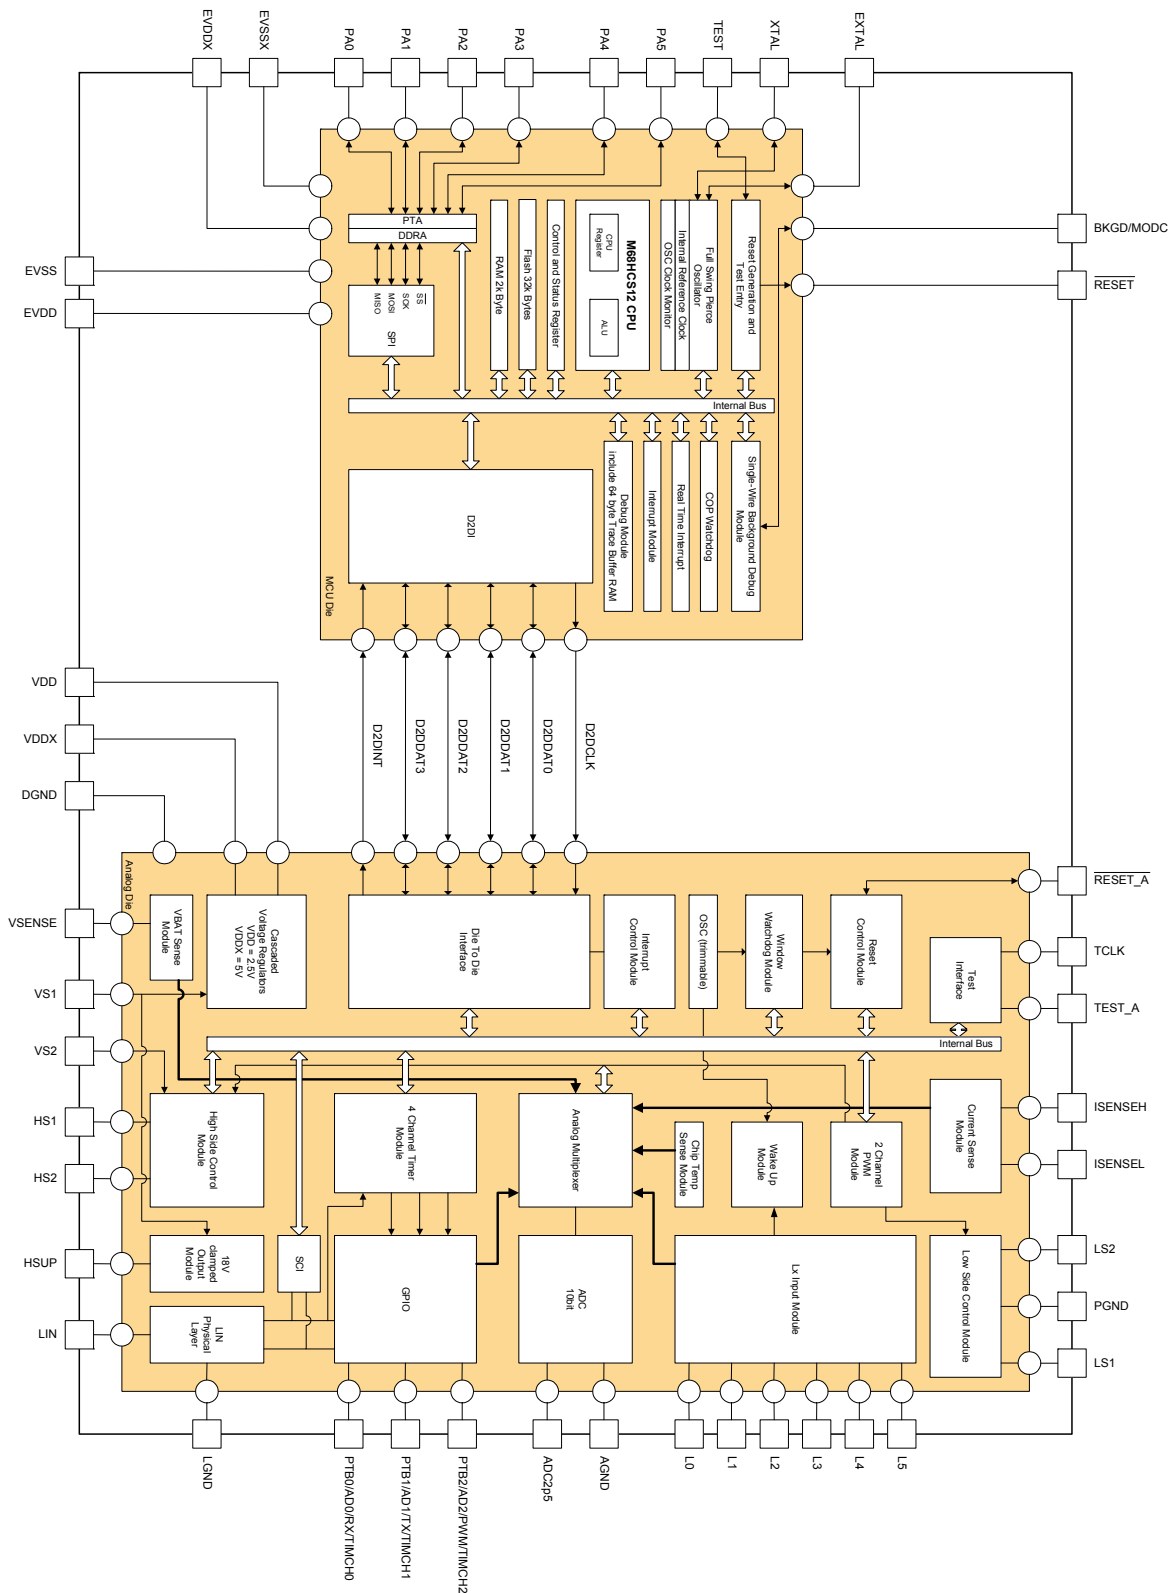 EVDDX
EVSSX
PA0
PA1
PA2
PA3
PA4
PA5
TEST
XTAL
EXTAL
EVSS
EVDD
BKGD/MODC
RESET
PTA
DDRA
MISO
MOSI
SCK
SS
SPI
RAM 2k Byte
Flash 32k Bytes
Control and Status Register
M68HCS12 CPU
CPU
Register
ALU
OSC Clock Monitor
Internal Reference Clock
Full Swing Pierce
Oscillator
Reset Generation and
Test Entry
Internal Bus
D2DI
Debug Module
include 64 byte Trace Buffer RAM
Interrupt Module
Real Time Interrupt
COP Watchdog
Single-Wire Background Debug
Module
MCU Die
VDD
VDDX
DGND
D2DINT
D2DDAT3
D2DDAT2
D2DDAT1
D2DDAT0
D2DCLK
Analog Die
VSENSE
VS1
VS2
HS1
HS2
HSUP
LIN
VBAT Sense
Module
Cascaded
Voltage Regulators
VDD = 2.5V
VDDX = 5V
Die To Die
Interface
Interrupt
Control Module
OSC (trimmable)
Window
Watchdog Module
Reset
Control Module
Test
Interface
RESET_A
TCLK
TEST_A
Internal Bus
High Side Control
Module
4 Channel Timer
Module
Analog Multiplexer
Chip Temp
Sense Module
Wake Up
Module
2 Channel
PWM
Module
Current Sense
Module
ISENSEH
ISENSEL
18V
clamped
Output
Module
SCI
GPIO
ADC
10bit
Lx Input Module
Low Side Control Module
LS2
PGND
LS1
LIN
Physical
Layer
LGND
PTB0/AD0/RX/TIMCH0
PTB1/AD1/TX/TIMCH1
PTB2/AD2/PWM/TIMCH2
ADC2p5
AGND
L0
L1
L2
L3
L4
L5